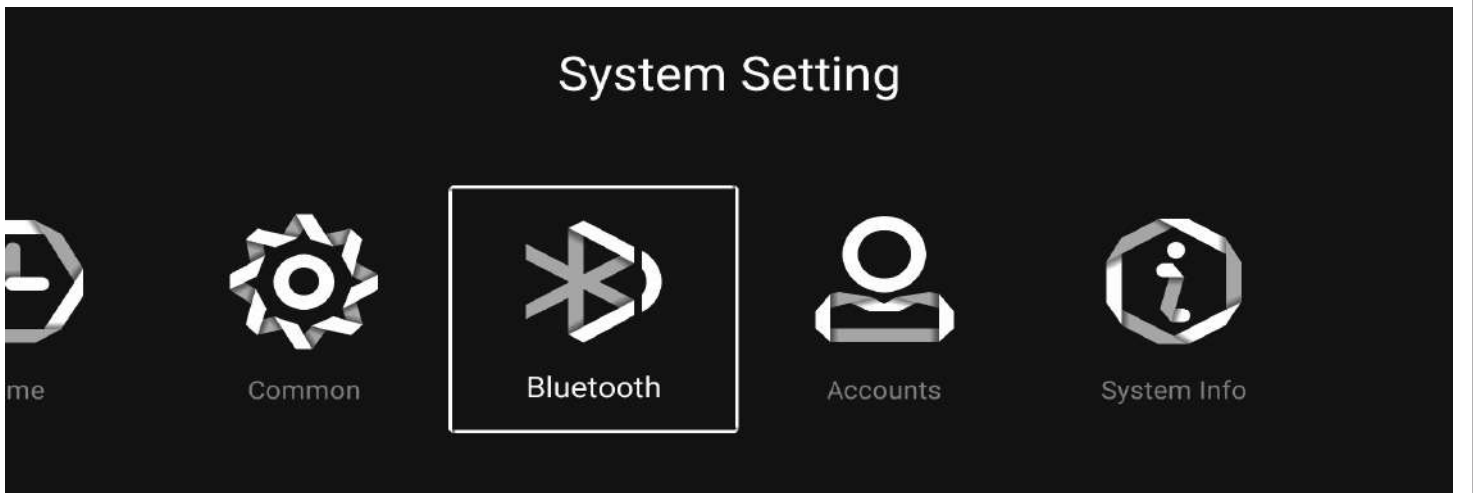 System Setting
me
Common
Bluetooth
Accounts
System Info